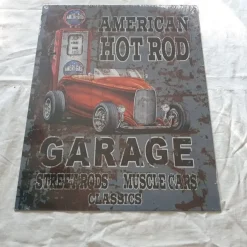 AMERICAN
HOT ROD
GARAGE
STREET RODS MUSCLE CARS
CLASSICS